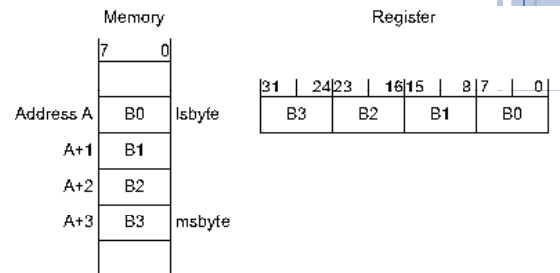 Memory
Register
7 0
31 24 23 16 15 8 7 0
Address A B0 lsbyte
B3 B2 B1 B0
A+1 B1
A+2 B2
A+3 B3 msbyte